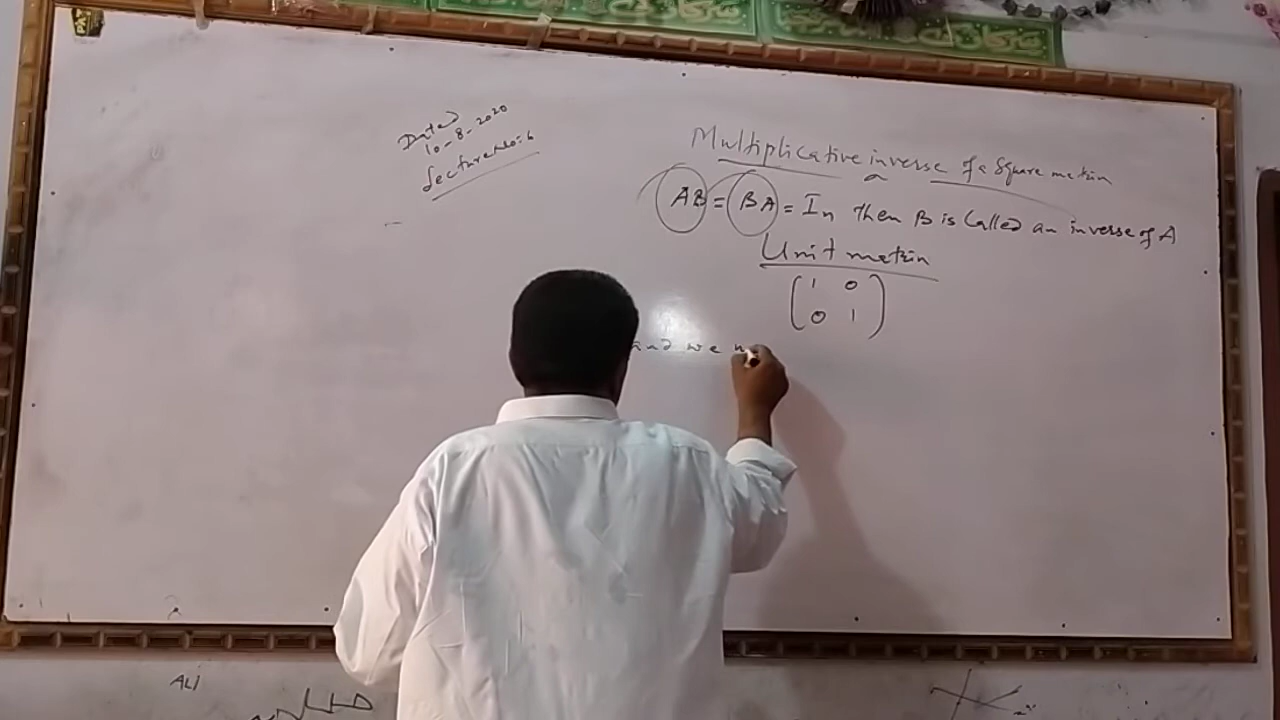 Dated
10-8-2020
Lecture No: 6
Multiplicative inverse of a Square matrix
AB = BA = In then B is Called an inverse of A
Unit matrix
1 0
0 1
and we
ALI